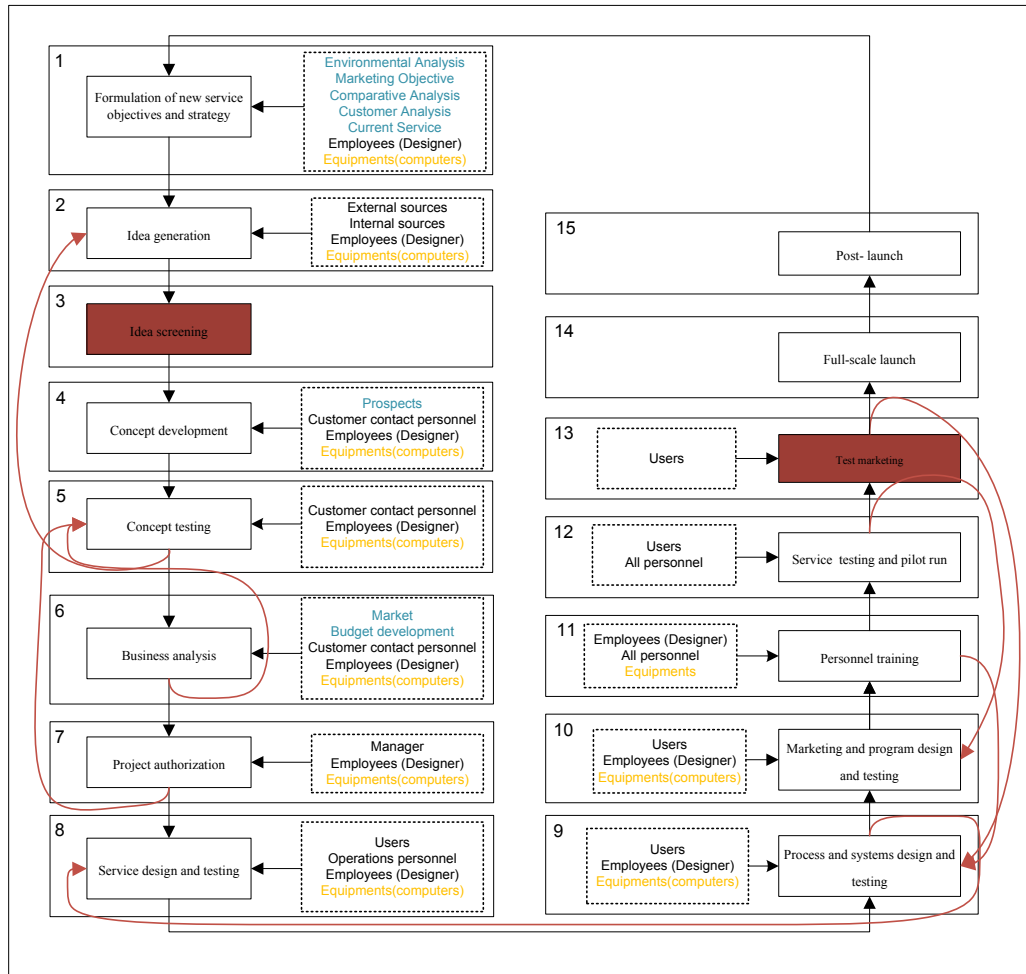 1
Formulation of new service
objectives and strategy
Environmental Analysis
Marketing Objective
Comparative Analysis
Customer Analysis
Current Service
Employees (Designer)
Equipments(computers)
2
Idea generation
External sources
Internal sources
Employees (Designer)
Equipments(computers)
3
Idea screening
4
Concept development
Prospects
Customer contact personnel
Employees (Designer)
Equipments(computers)
5
Concept testing
Customer contact personnel
Employees (Designer)
Equipments(computers)
6
Business analysis
Market
Budget development
Customer contact personnel
Employees (Designer)
Equipments(computers)
7
Project authorization
Manager
Employees (Designer)
Equipments(computers)
8
Service design and testing
Users
Operations personnel
Employees (Designer)
Equipments(computers)
15
Post- launch
14
Full-scale launch
13
Users
Test marketing
12
Users
All personnel
Service testing and pilot run
11
Employees (Designer)
All personnel
Equipments
Personnel training
10
Users
Employees (Designer)
Equipments(computers)
Marketing and program design
and testing
9
Users
Employees (Designer)
Equipments(computers)
Process and systems design and
testing